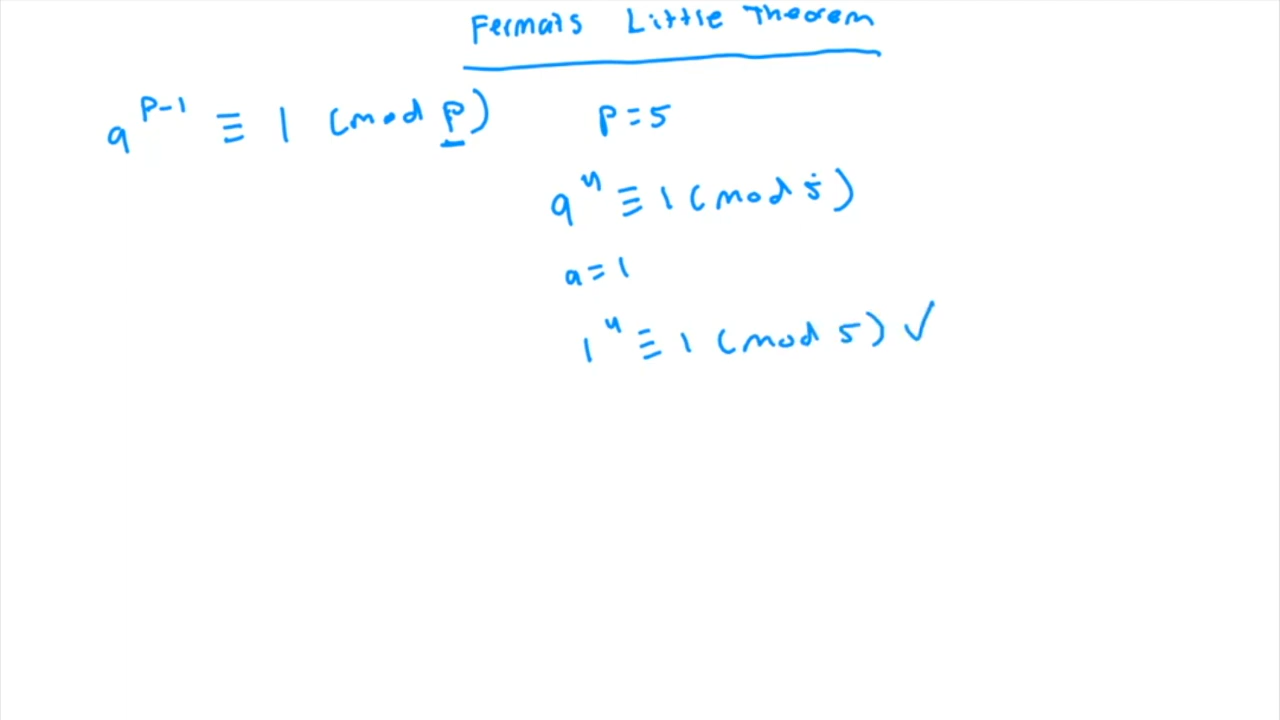 Fermats Little Theorem
a^{p-1} ≡ 1 (mod p)
p=5
a^4 ≡ 1 (mod 5)
a=1
1^4 ≡ 1 (mod 5) ✓